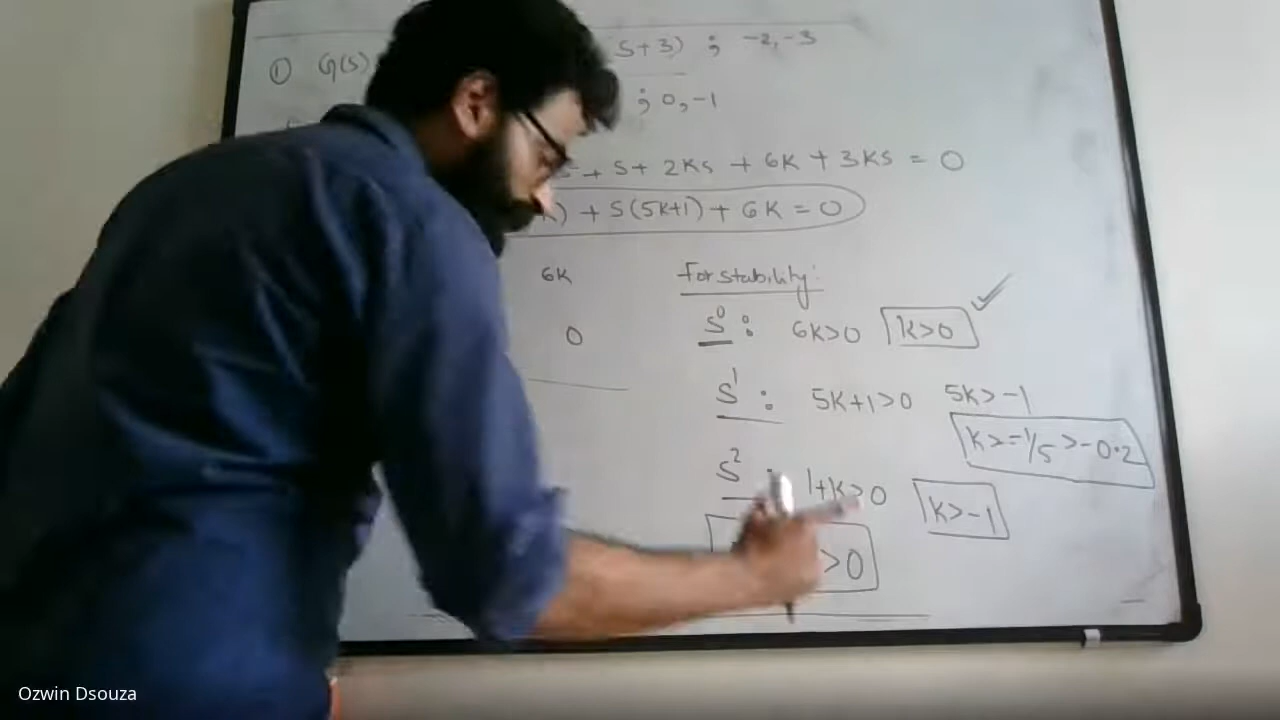 ① G(s) S+3) ; -2,-3
; 0,-1
+ S + 2KS + 6K + 3KS = 0
) + S(5K+1) + 6K = 0
6K For stability:
S⁰ : 6K>0 K>0 ✓
0
S¹ : 5K+1>0 5K>-1
K>=-1/5 >-0.2
S² : 1+K>0 K>-1
>0
Ozwin Dsouza